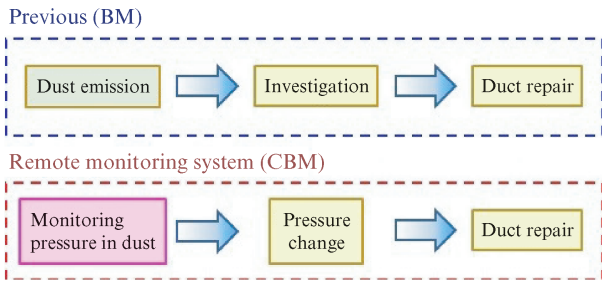 Previous (BM)
Dust emission
Investigation
Duct repair
Remote monitoring system (CBM)
Monitoring
pressure in dust
Pressure
change
Duct repair